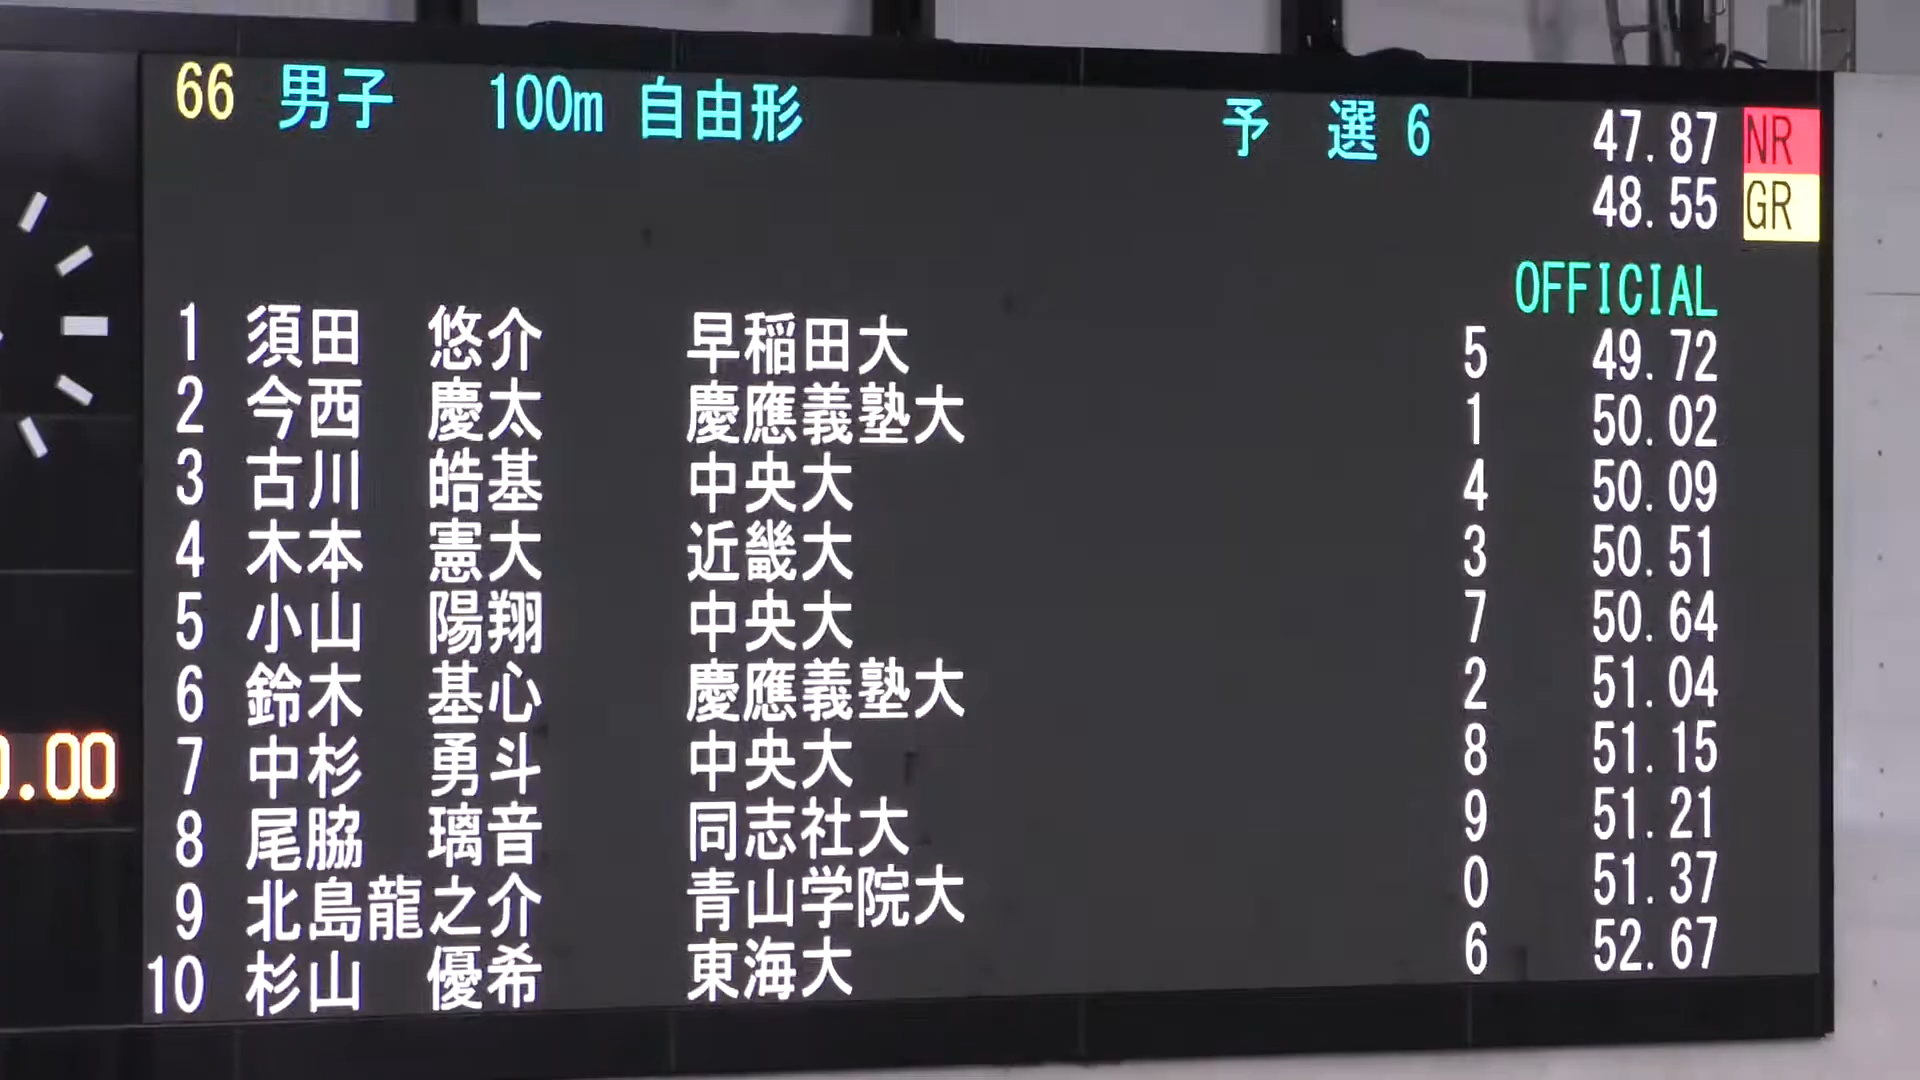 66 男子 100m 自由形 予 選 6 47.87 NR
48.55 GR
OFFICIAL
1 須田 悠介 早稲田大 5 49.72
2 今西 慶太 慶應義塾大 1 50.02
3 古川 皓基 中央大 4 50.09
4 木本 憲大 近畿大 3 50.51
5 小山 陽翔 中央大 7 50.64
6 鈴木 基心 慶應義塾大 2 51.04
7 中杉 勇斗 中央大 8 51.15
8 尾脇 璃音 同志社大 9 51.21
9 北島龍之介 青山学院大 0 51.37
10 杉山 優希 東海大 6 52.67
0.00